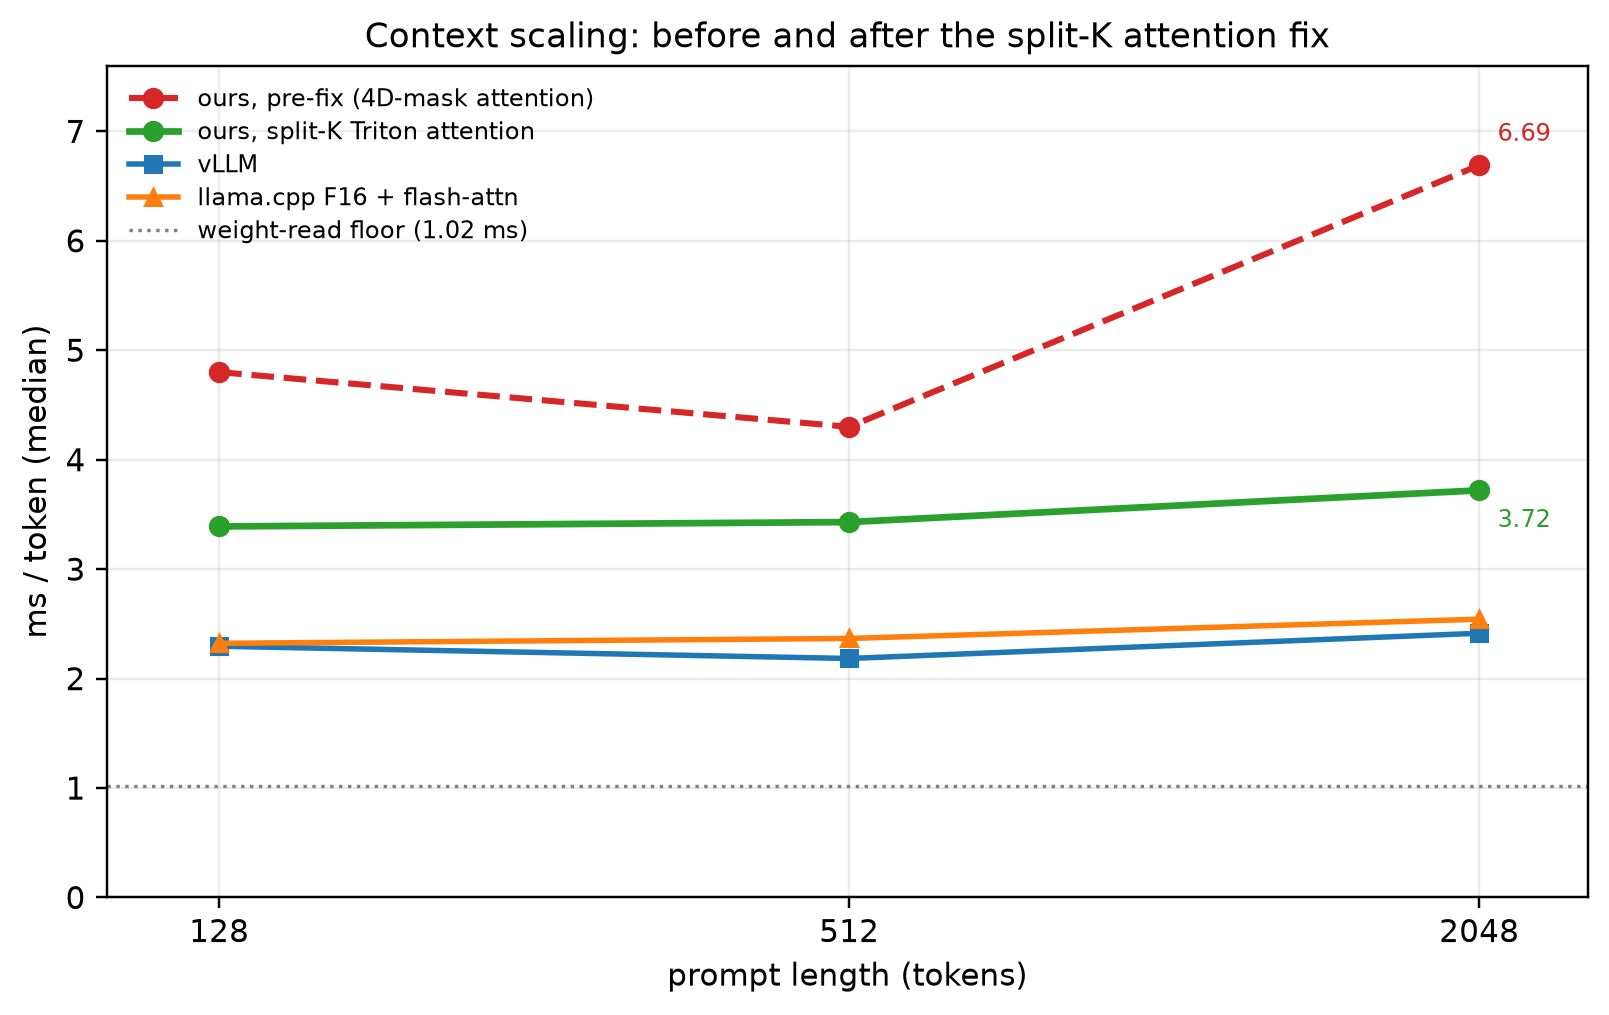 Context scaling: before and after the split-K attention fix
ours, pre-fix (4D-mask attention)
ours, split-K Triton attention
vLLM
llama.cpp F16 + flash-attn
weight-read floor (1.02 ms)
6.69
3.72
ms / token (median)
7
6
5
4
3
2
1
0
128
512
2048
prompt length (tokens)